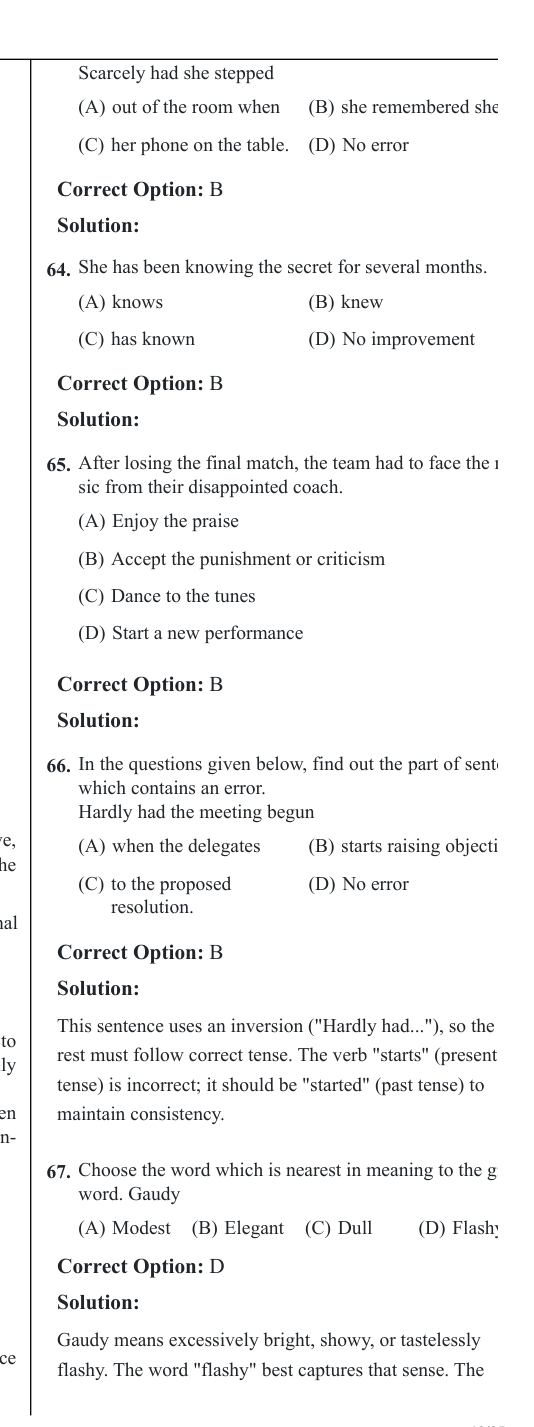 ve,
he
nal
to
ly
en
n-
ce
Scarcely had she stepped
(A) out of the room when (B) she remembered she
(C) her phone on the table. (D) No error
Correct Option: B
Solution:
64. She has been knowing the secret for several months.
(A) knows (B) knew
(C) has known (D) No improvement
Correct Option: B
Solution:
65. After losing the final match, the team had to face the
sic from their disappointed coach.
(A) Enjoy the praise
(B) Accept the punishment or criticism
(C) Dance to the tunes
(D) Start a new performance
Correct Option: B
Solution:
66. In the questions given below, find out the part of sent
which contains an error.
Hardly had the meeting begun
(A) when the delegates (B) starts raising objecti
(C) to the proposed (D) No error
resolution.
Correct Option: B
Solution:
This sentence uses an inversion ("Hardly had..."), so the
rest must follow correct tense. The verb "starts" (present
tense) is incorrect; it should be "started" (past tense) to
maintain consistency.
67. Choose the word which is nearest in meaning to the g
word. Gaudy
(A) Modest (B) Elegant (C) Dull (D) Flashy
Correct Option: D
Solution:
Gaudy means excessively bright, showy, or tastelessly
flashy. The word "flashy" best captures that sense. The